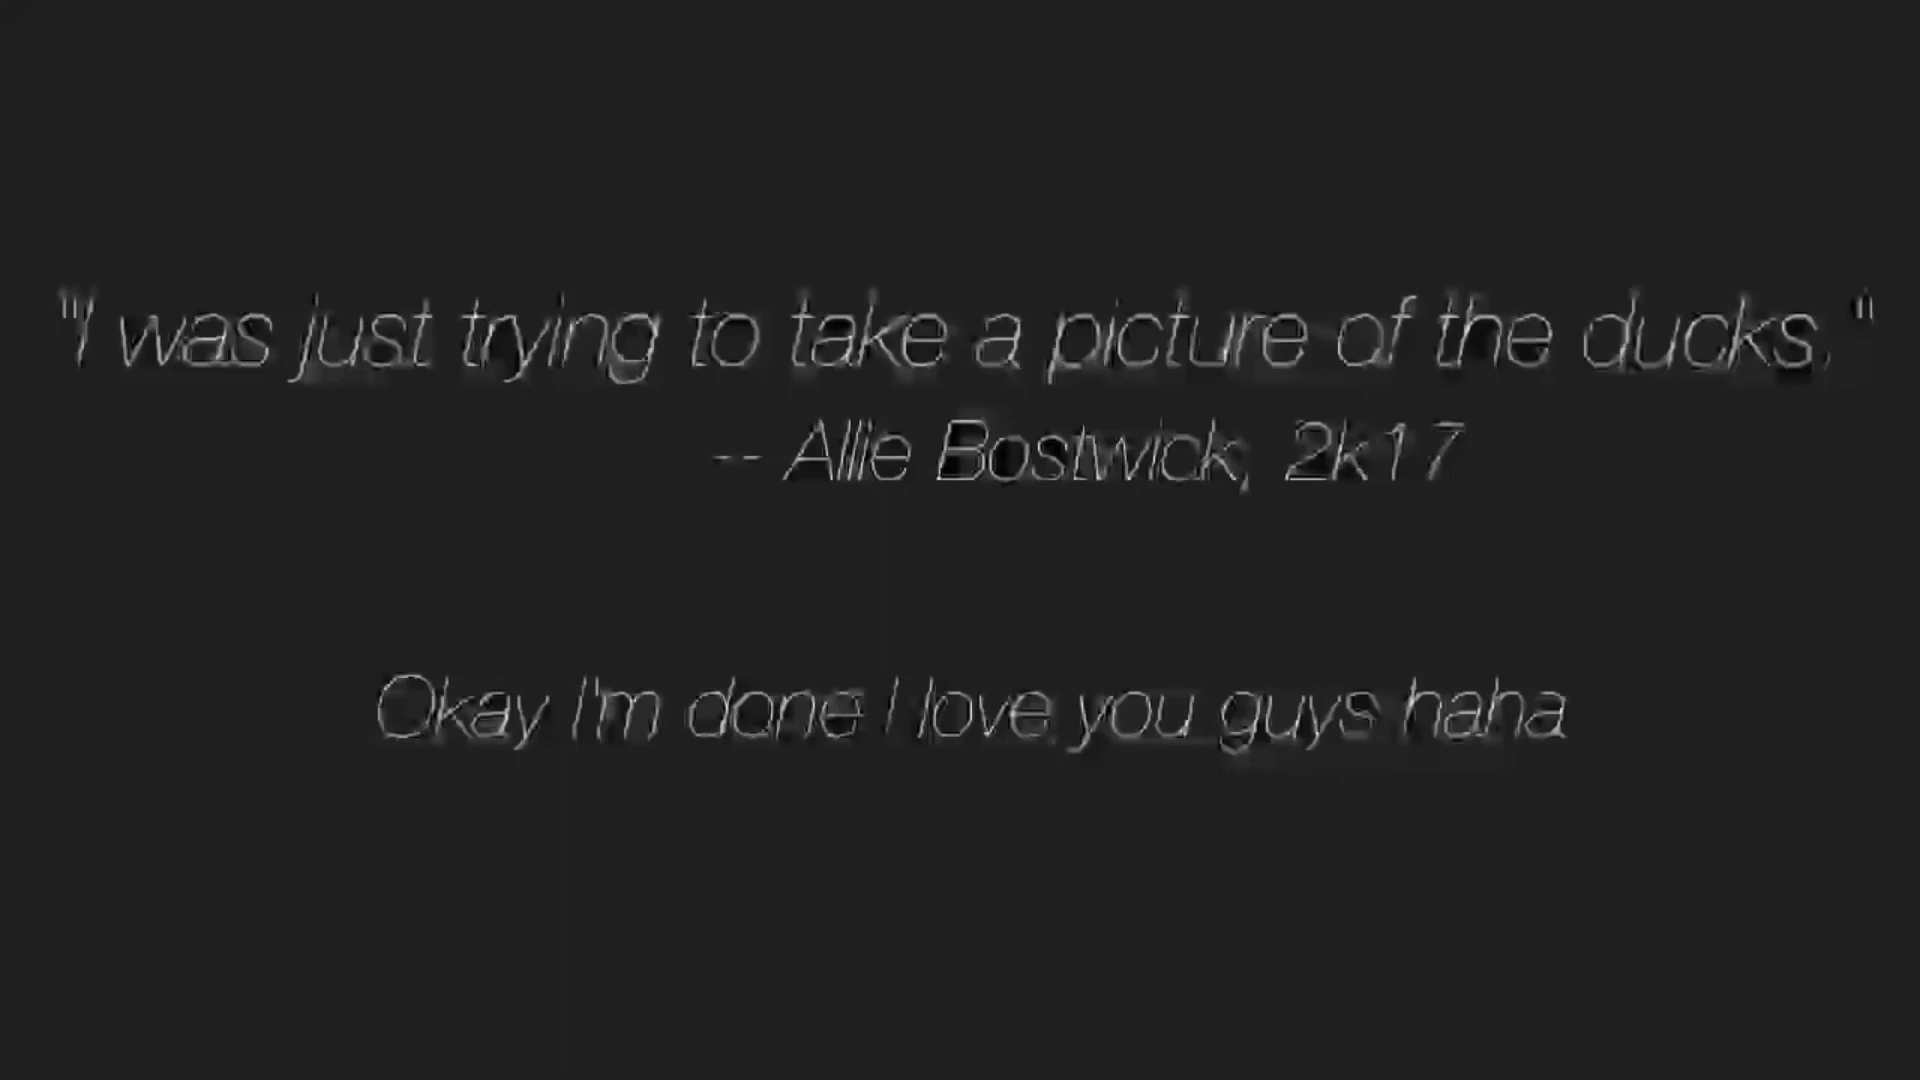 "I was just trying to take a picture of the ducks."
-- Allie Bostwick, 2k17
Okay I'm done I love you guys haha